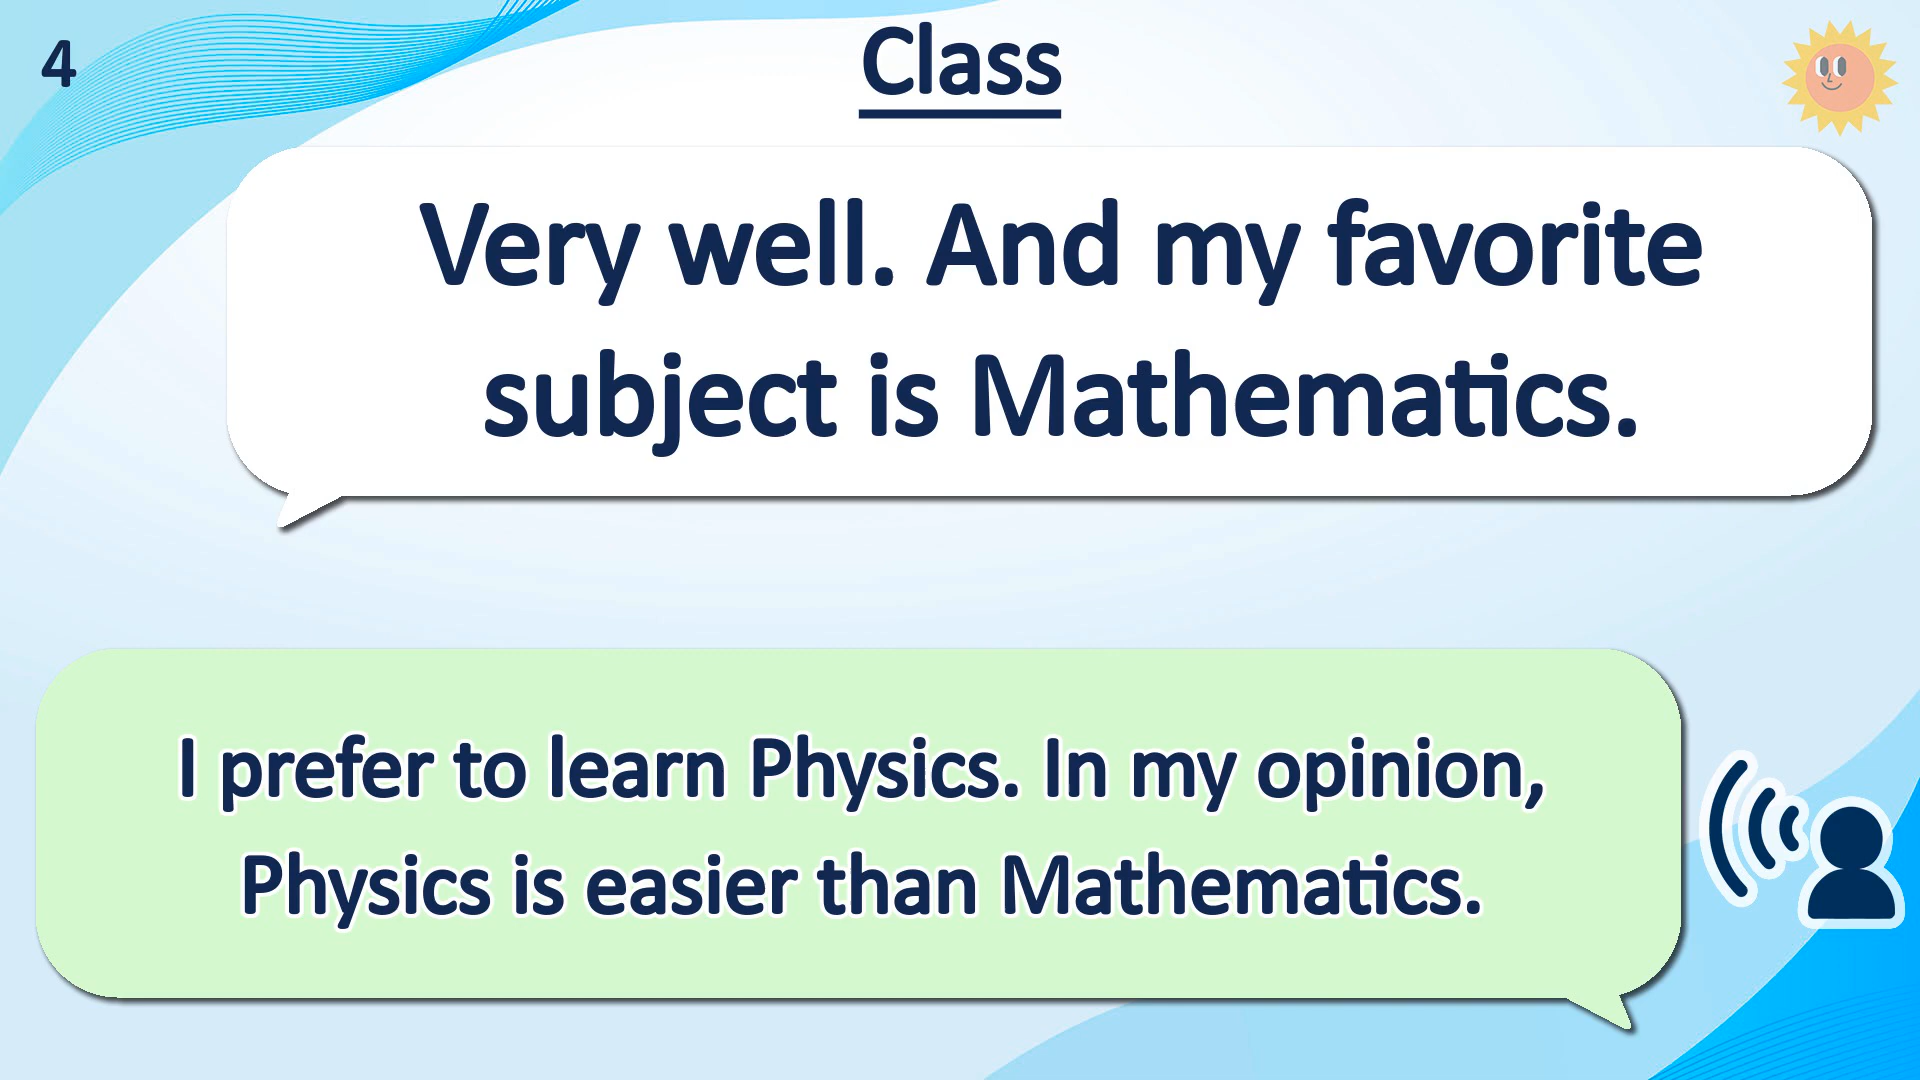 4
Class
Very well. And my favorite
subject is Mathematics.
I prefer to learn Physics. In my opinion,
Physics is easier than Mathematics.